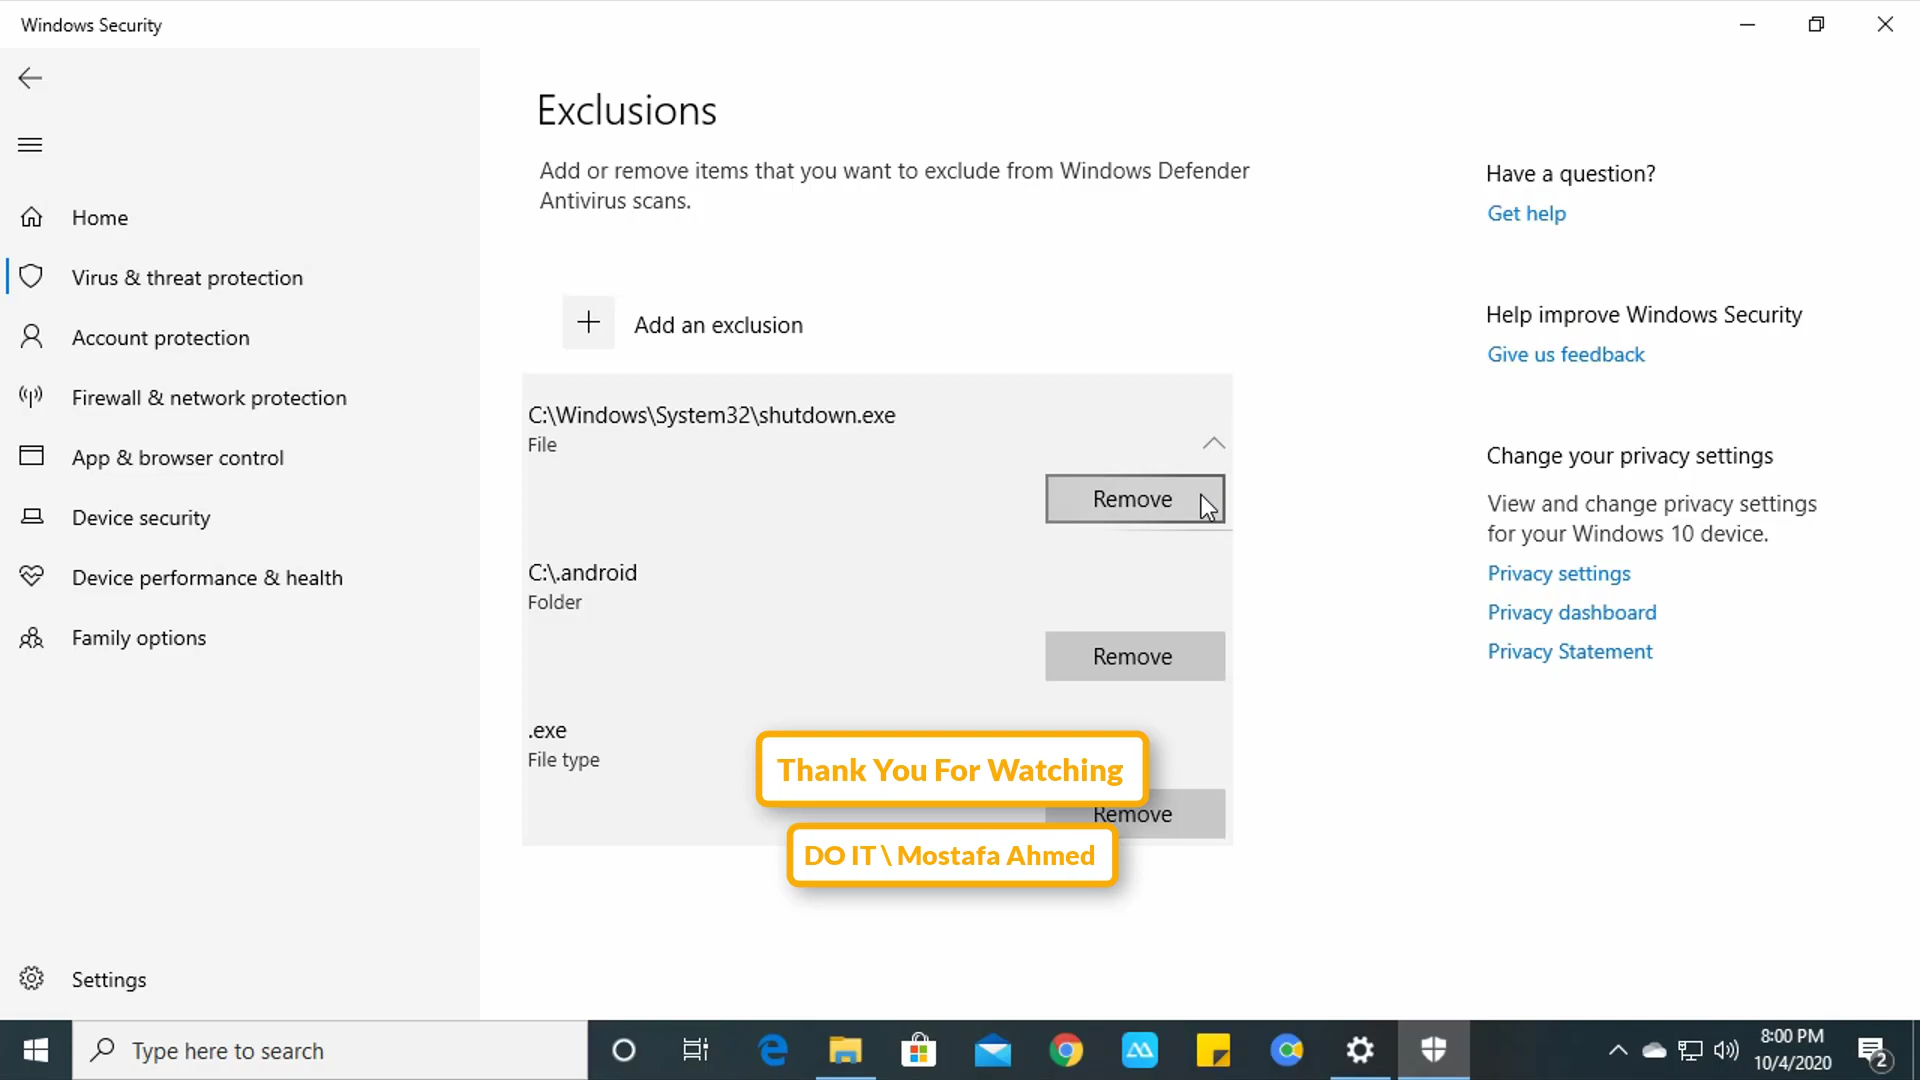 Windows Security
Home
Virus & threat protection
Account protection
Firewall & network protection
App & browser control
Device security
Device performance & health
Family options
Settings
Exclusions
Add or remove items that you want to exclude from Windows Defender
Antivirus scans.
Add an exclusion
C:\Windows\System32\shutdown.exe
File
Remove
C:\.android
Folder
Remove
.exe
File type
Remove
Thank You For Watching
DO IT \ Mostafa Ahmed
Have a question?
Get help
Help improve Windows Security
Give us feedback
Change your privacy settings
View and change privacy settings
for your Windows 10 device.
Privacy settings
Privacy dashboard
Privacy Statement
Type here to search
8:00 PM
10/4/2020
2